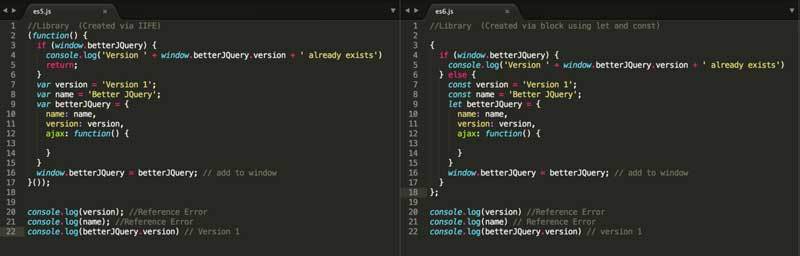 es5.js
1 //Library  (Created via IIFE)
2 (function() {
3   if (window.betterJQuery) {
4     console.log('Version ' + window.betterJQuery.version + ' already exists')
5     return;
6   }
7   var version = 'Version 1';
8   var name = 'Better JQuery';
9   var betterJQuery = {
10     name: name,
11     version: version,
12     ajax: function() {
13
14     }
15   }
16   window.betterJQuery = betterJQuery; // add to window
17 }());
18
19
20 console.log(version); //Reference Error
21 console.log(name); //Reference Error
22 console.log(betterJQuery.version) // Version 1
es6.js
1 //Library  (Created via block using let and const)
2
3 {
4   if (window.betterJQuery) {
5     console.log('Version ' + window.betterJQuery.version + ' already exists')
6   } else {
7     const version = 'Version 1';
8     const name = 'Better JQuery';
9     let betterJQuery = {
10       name: name,
11       version: version,
12       ajax: function() {
13
14       }
15     }
16     window.betterJQuery = betterJQuery; // add to window
17   }
18 };
19
20 console.log(version) //Reference Error
21 console.log(name) // Reference Error
22 console.log(betterJQuery.version) // version 1